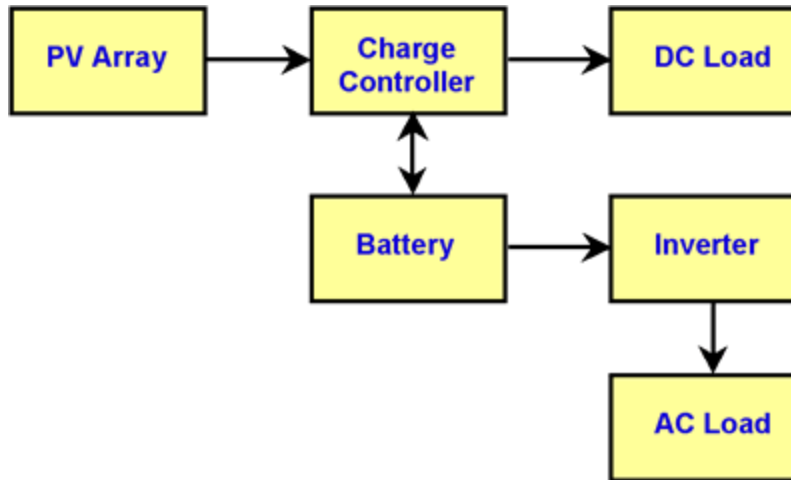 PV Array
Charge
Controller
DC Load
Battery
Inverter
AC Load